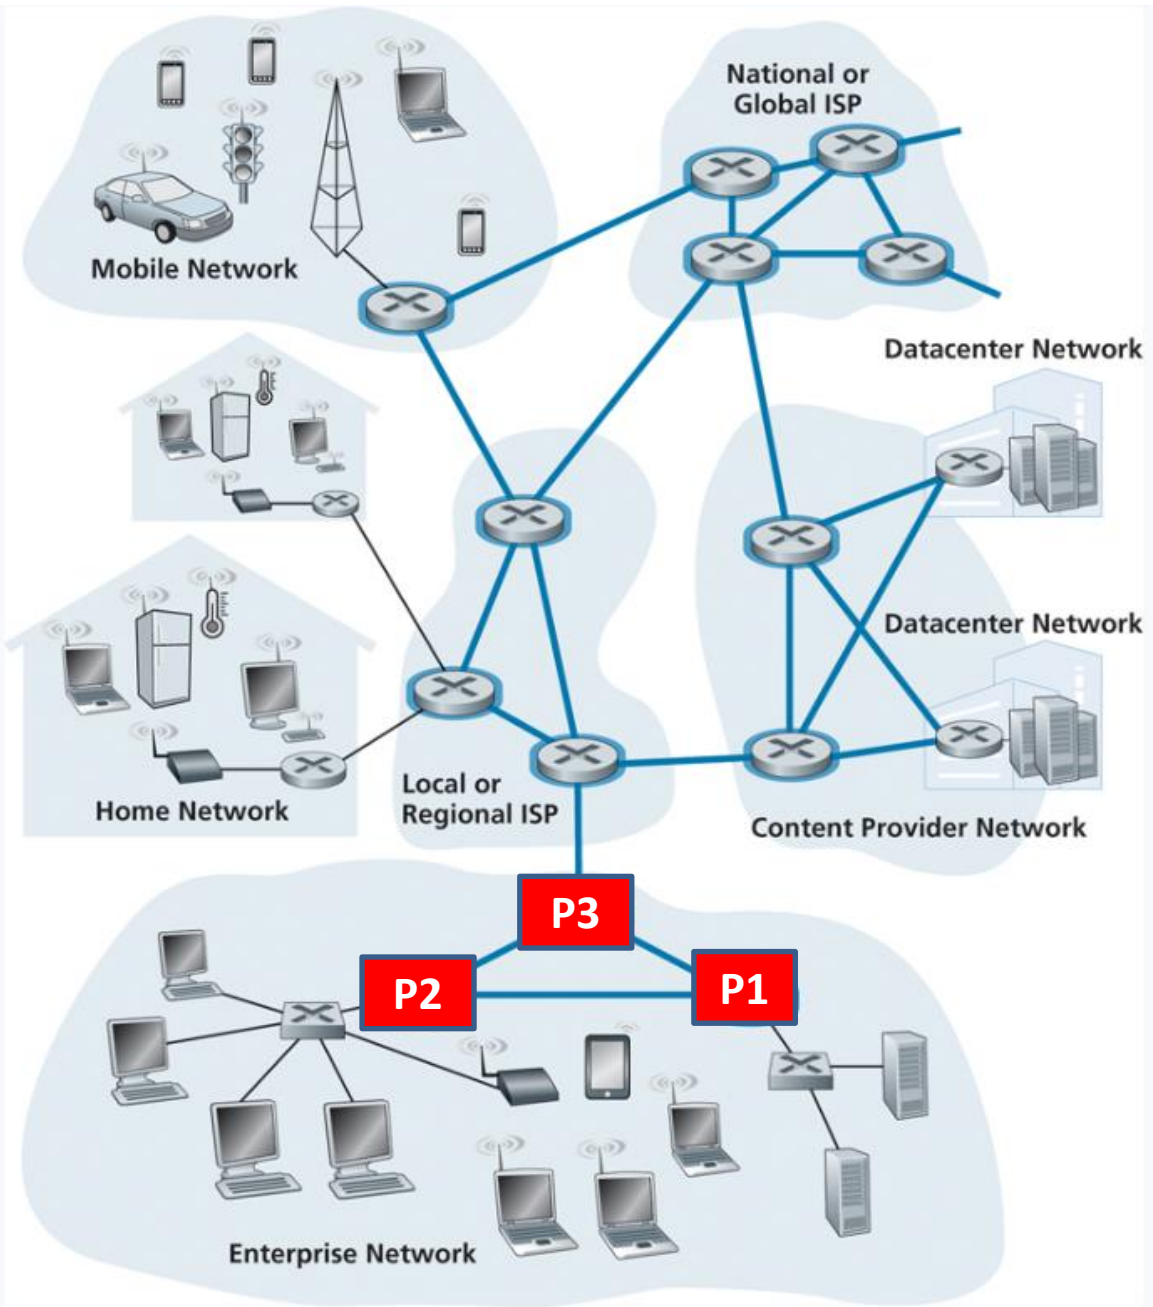 National or
Global ISP
Mobile Network
Datacenter Network
Datacenter Network
Local or
Regional ISP
Home Network
Content Provider Network
P3
P2
P1
Enterprise Network